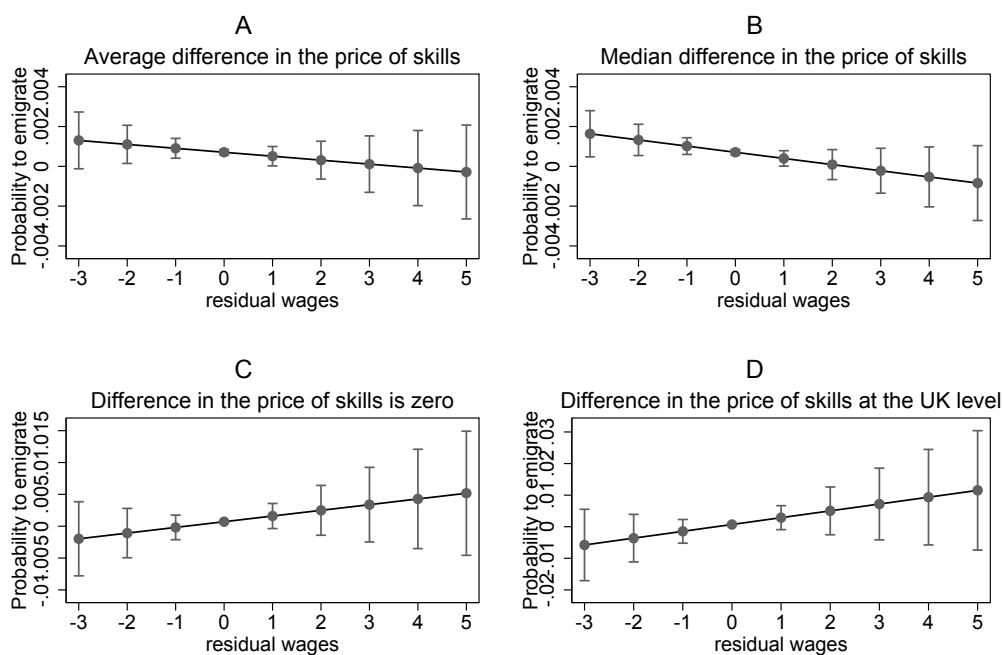 A
Average difference in the price of skills
Probability to emigrate
-.004 -.002 0 .002 .004
-3 -2 -1 0 1 2 3 4 5
residual wages
B
Median difference in the price of skills
Probability to emigrate
-.004 -.002 0 .002 .004
-3 -2 -1 0 1 2 3 4 5
residual wages
C
Difference in the price of skills is zero
Probability to emigrate
-.01 -.005 0 .005 .01 .015
-3 -2 -1 0 1 2 3 4 5
residual wages
D
Difference in the price of skills at the UK level
Probability to emigrate
-.02 -.01 0 .01 .02 .03
-3 -2 -1 0 1 2 3 4 5
residual wages